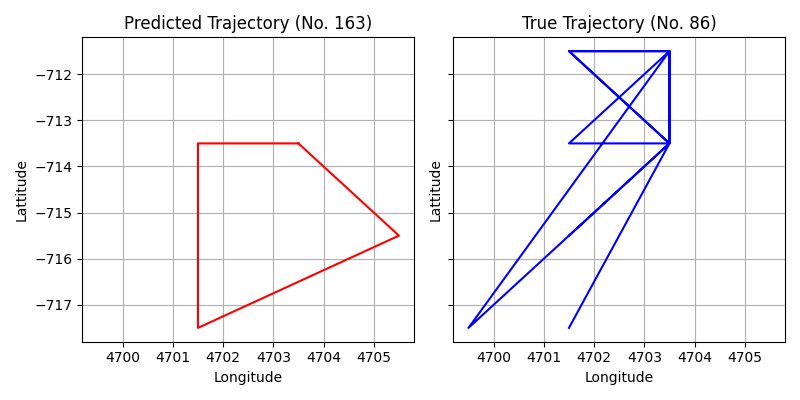 Predicted Trajectory (No. 163)
True Trajectory (No. 86)
Lattitude
−712
−713
−714
−715
−716
−717
4700 4701 4702 4703 4704 4705
Longitude
Lattitude
4700 4701 4702 4703 4704 4705
Longitude